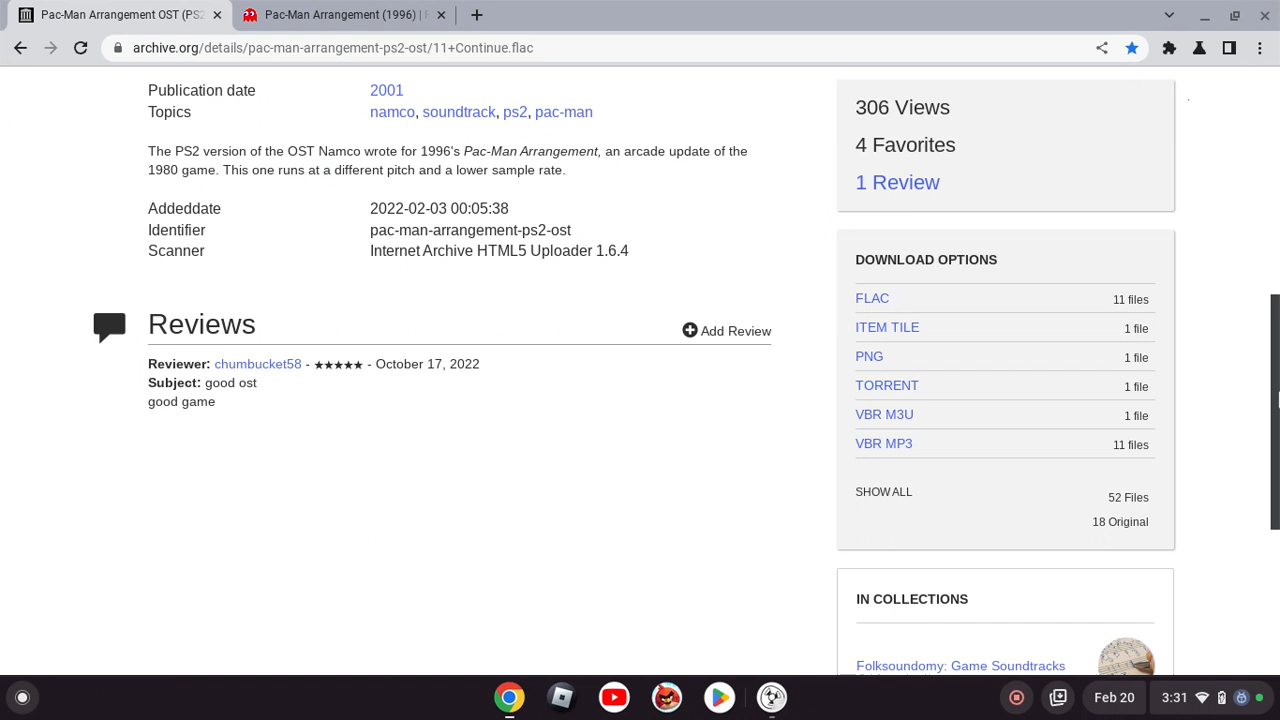 Pac-Man Arrangement OST (PS2
Pac-Man Arrangement (1996) |
archive.org/details/pac-man-arrangement-ps2-ost/11+Continue.flac
Publication date 2001
Topics namco, soundtrack, ps2, pac-man
The PS2 version of the OST Namco wrote for 1996's Pac-Man Arrangement, an arcade update of the
1980 game. This one runs at a different pitch and a lower sample rate.
Addeddate 2022-02-03 00:05:38
Identifier pac-man-arrangement-ps2-ost
Scanner Internet Archive HTML5 Uploader 1.6.4
Reviews
Add Review
Reviewer: chumbucket58 - ★★★★★ - October 17, 2022
Subject: good ost
good game
306 Views
4 Favorites
1 Review
DOWNLOAD OPTIONS
FLAC 11 files
ITEM TILE 1 file
PNG 1 file
TORRENT 1 file
VBR M3U 1 file
VBR MP3 11 files
SHOW ALL 52 Files
18 Original
IN COLLECTIONS
Folksoundomy: Game Soundtracks
Feb 20 3:31